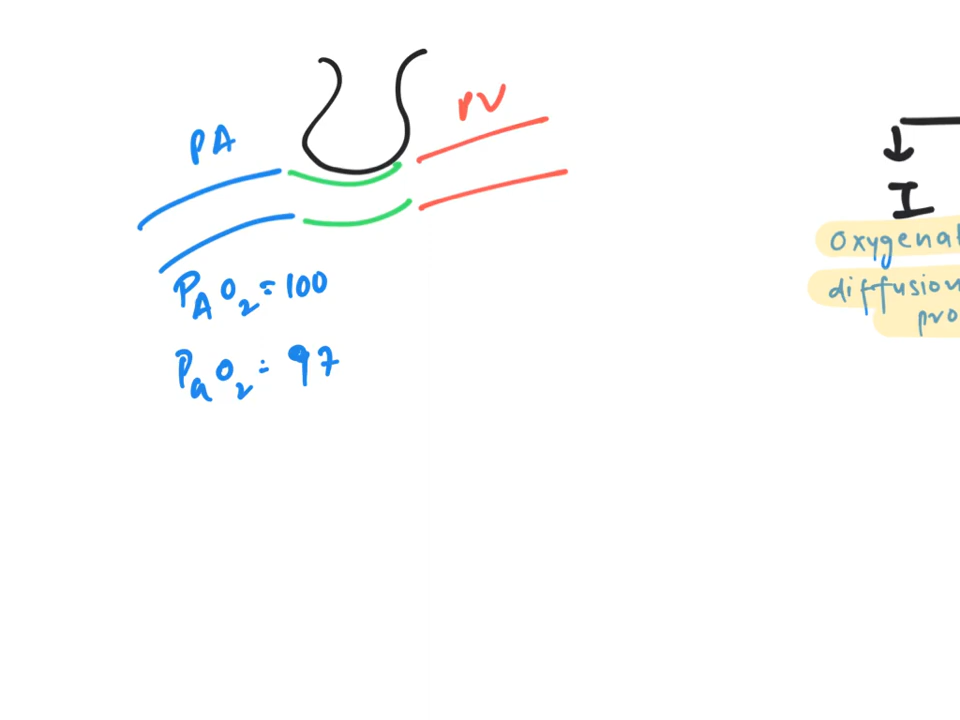 PA
PV
PAO2 = 100
PaO2 = 97
I
Oxygenat
diffusion
pro